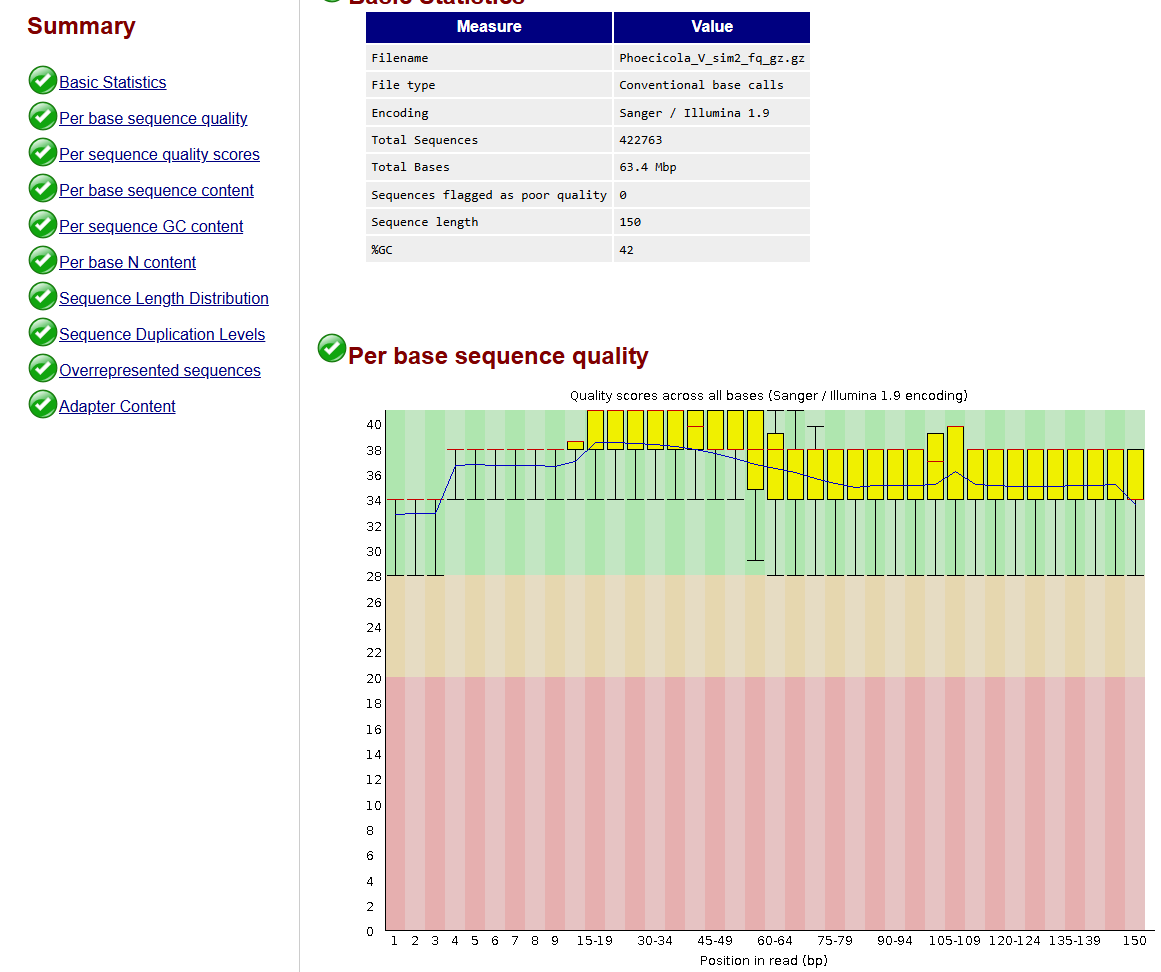 Basic Statistics
Summary
Measure Value
Filename Phoecicola_V_sim2_fq_gz.gz
File type Conventional base calls
Encoding Sanger / Illumina 1.9
Total Sequences 422763
Total Bases 63.4 Mbp
Sequences flagged as poor quality 0
Sequence length 150
%GC 42
Basic Statistics
Per base sequence quality
Per sequence quality scores
Per base sequence content
Per sequence GC content
Per base N content
Sequence Length Distribution
Sequence Duplication Levels
Overrepresented sequences
Adapter Content
Per base sequence quality
Quality scores across all bases (Sanger / Illumina 1.9 encoding)
40
38
36
34
32
30
28
26
24
22
20
18
16
14
12
10
8
6
4
2
0
1 2 3 4 5 6 7 8 9 15-19 30-34 45-49 60-64 75-79 90-94 105-109 120-124 135-139 150
Position in read (bp)